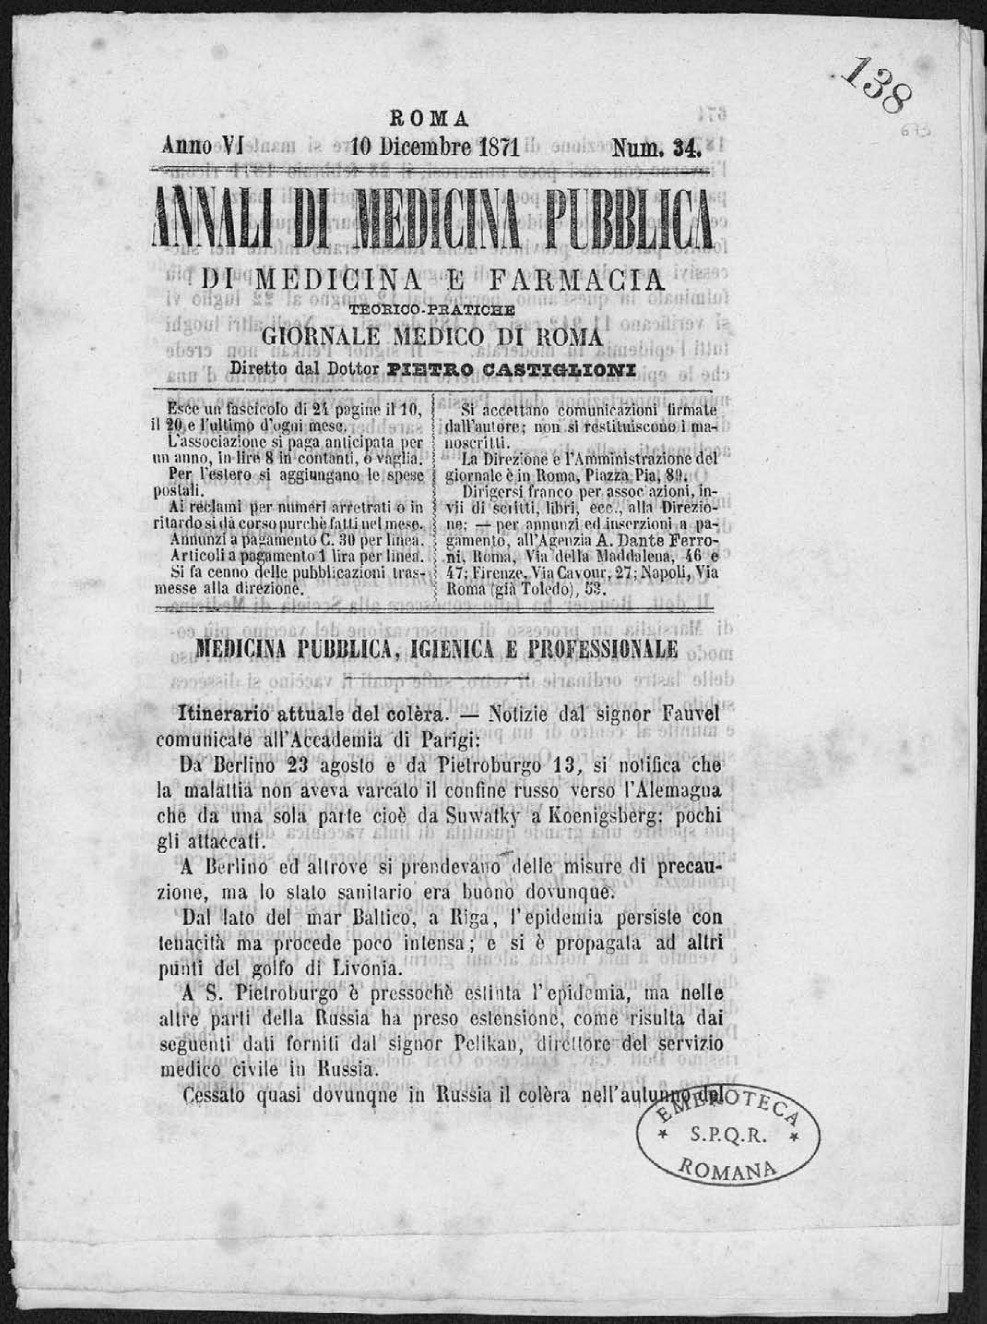 138
673
ROMA
Anno VI 10 Dicembre 1871 Num. 34.
ANNALI DI MEDICINA PUBBLICA
DI MEDICINA E FARMACIA
TEORICO-PRATICHE
GIORNALE MEDICO DI ROMA
Diretto dal Dottor PIETRO CASTIGLIONI
Esce un fascicolo di 24 pagine il 10,
il 20 e l'ultimo d'ogni mese.
L'associazione si paga anticipata per
un anno, in lire 8 in contanti, o vaglia.
Per l'estero si aggiungano le spese
postali.
Ai reclami per numeri arretrati o in
ritardo si dà corso purchè fatti nel mese.
Annunzi a pagamento C. 30 per linea.
Articoli a pagamento 1 lira per linea.
Si fa cenno delle pubblicazioni tras-
messe alla direzione.
Si accettano comunicazioni firmate
dall'autore; non si restituiscono i ma-
noscritti.
La Direzione e l'Amministrazione del
giornale è in Roma, Piazza Pia, 89.
Dirigersi franco per assoc azioni, in-
vii di scritti, libri, ecc., alla Direzio-
ne; — per annunzi ed inserzioni a pa-
gamento, all'Agenzia A. Dante Ferro-
ni, Roma, Via della Maddalena, 46 e
47; Firenze, Via Cavour, 27; Napoli, Via
Roma (già Toledo), 53.
MEDICINA PUBBLICA, IGIENICA E PROFESSIONALE
Itinerario attuale del colèra. — Notizie dal signor Fauvel
comunicate all'Accademia di Parigi:
Da Berlino 23 agosto e da Pietroburgo 13, si notifica che
la malattia non aveva varcato il confine russo verso l'Alemagna
che da una sola parte cioè da Suwatky a Koenigsberg: pochi
gli attaccati.
A Berlino ed altrove si prendevano delle misure di precau-
zione, ma lo stato sanitario era buono dovunque.
Dal lato del mar Baltico, a Riga, l'epidemia persiste con
tenacità ma procede poco intensa; e si è propagata ad altri
punti del golfo di Livonia.
A S. Pietroburgo è pressochè estinta l'epidemia, ma nelle
altre parti della Russia ha preso estensione, come risulta dai
seguenti dati forniti dal signor Pelikan, direttore del servizio
medico civile in Russia.
Cessato quasi dovunqne in Russia il colèra nell'autunno del
EMEROTECA
S.P.Q.R.
ROMANA